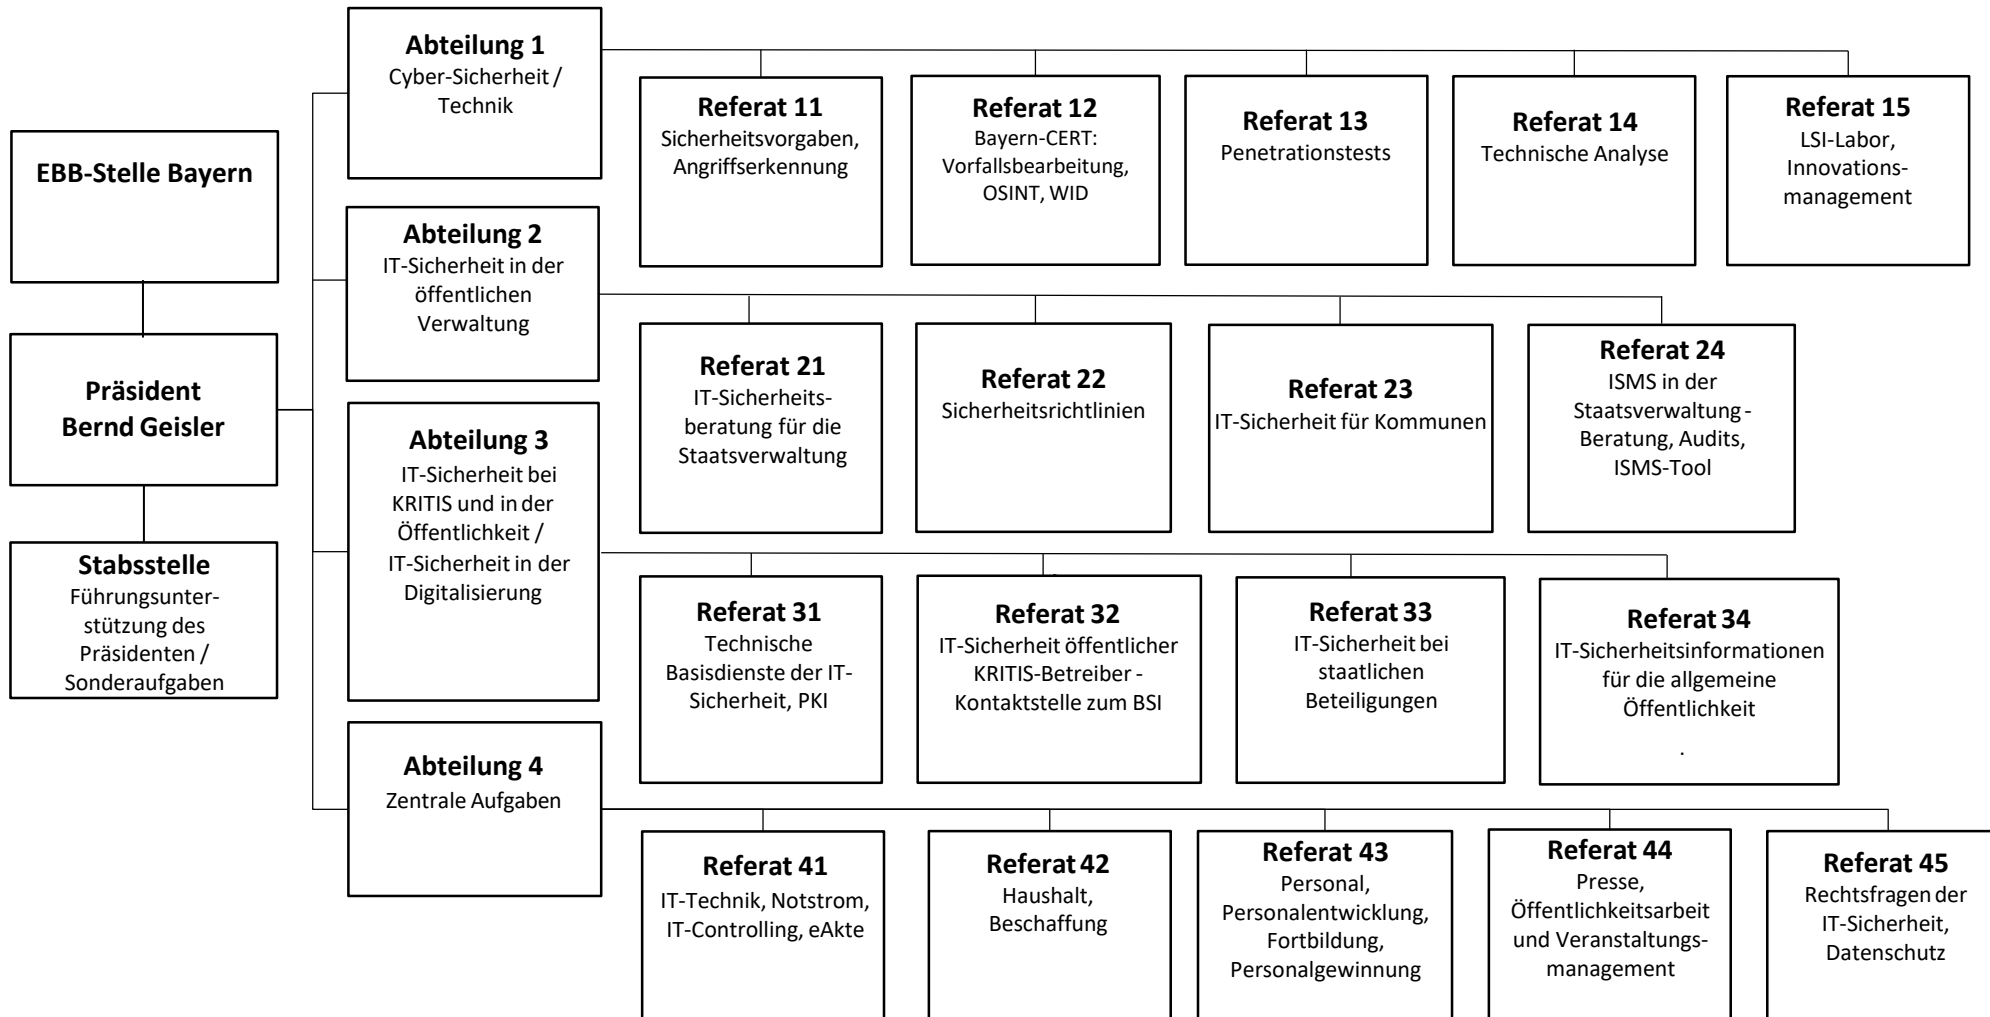 EBB-Stelle Bayern
Präsident
Bernd Geisler
Stabsstelle
Führungsunter-
stützung des
Präsidenten /
Sonderaufgaben
Abteilung 1
Cyber-Sicherheit /
Technik
Referat 11
Sicherheitsvorgaben,
Angriffserkennung
Referat 12
Bayern-CERT:
Vorfallsbearbeitung,
OSINT, WID
Referat 13
Penetrationstests
Referat 14
Technische Analyse
Referat 15
LSI-Labor,
Innovations-
management
Abteilung 2
IT-Sicherheit in der
öffentlichen
Verwaltung
Referat 21
IT-Sicherheits-
beratung für die
Staatsverwaltung
Referat 22
Sicherheitsrichtlinien
Referat 23
IT-Sicherheit für Kommunen
Referat 24
ISMS in der
Staatsverwaltung -
Beratung, Audits,
ISMS-Tool
Abteilung 3
IT-Sicherheit bei
KRITIS und in der
Öffentlichkeit /
IT-Sicherheit in der
Digitalisierung
Referat 31
Technische
Basisdienste der IT-
Sicherheit, PKI
Referat 32
IT-Sicherheit öffentlicher
KRITIS-Betreiber -
Kontaktstelle zum BSI
Referat 33
IT-Sicherheit bei
staatlichen
Beteiligungen
Referat 34
IT-Sicherheitsinformationen
für die allgemeine
Öffentlichkeit
.
Abteilung 4
Zentrale Aufgaben
Referat 41
IT-Technik, Notstrom,
IT-Controlling, eAkte
Referat 42
Haushalt,
Beschaffung
Referat 43
Personal,
Personalentwicklung,
Fortbildung,
Personalgewinnung
Referat 44
Presse,
Öffentlichkeitsarbeit
und Veranstaltungs-
management
Referat 45
Rechtsfragen der
IT-Sicherheit,
Datenschutz